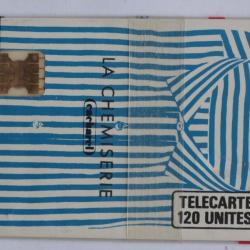 LA CHEMISERIE
cacharel
TELECARTE
120 UNITES